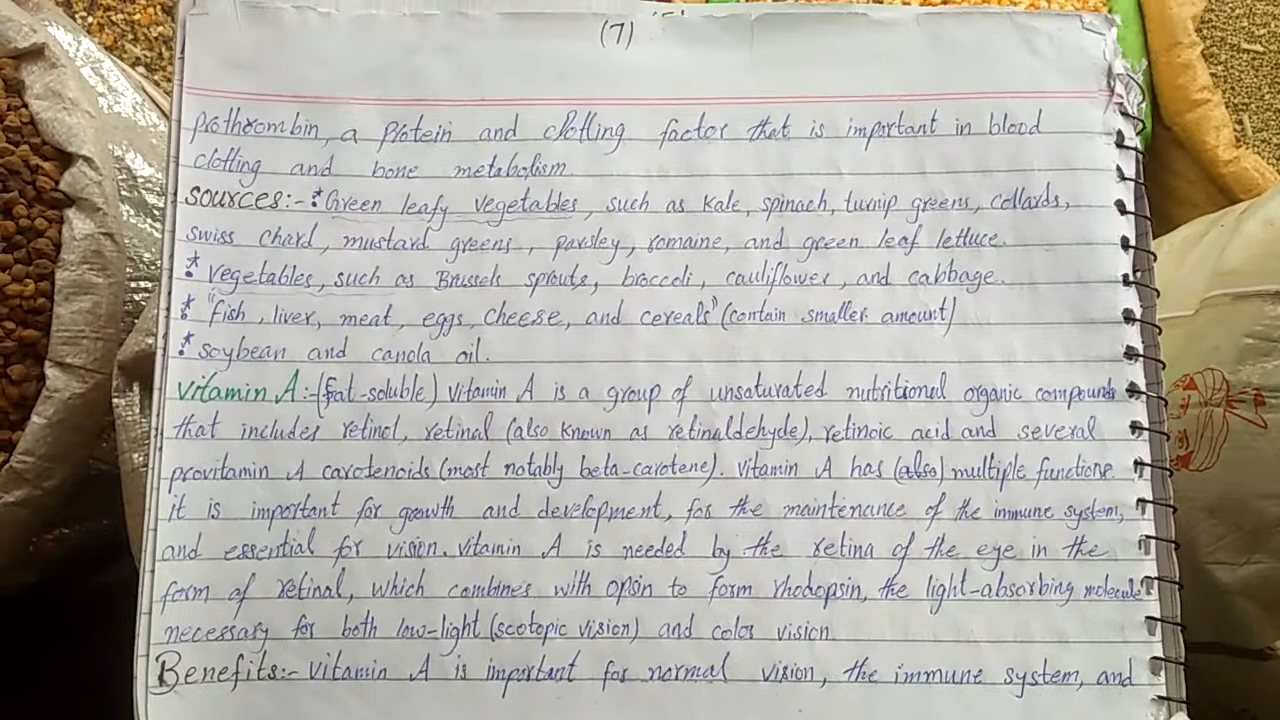 (7)
prothrombin, a protein and clotting factor that is important in blood
clotting and bone metabolism.
sources:- * Green leafy vegetables, such as kale, spinach, turnip greens, collards,
swiss chard, mustard greens, parsley, romaine, and green leaf lettuce.
* vegetables, such as Brussels sprouts, broccoli, cauliflower, and cabbage.
* "fish, liver, meat, eggs, cheese, and cereals" (contain smaller amount)
* soybean and canola oil.
vitamin A:- (fat-soluble) vitamin A is a group of unsaturated nutritional organic compounds
that includes retinol, retinal (also known as retinaldehyde), retinoic acid and several
provitamin A carotenoids (most notably beta-carotene). vitamin A has (also) multiple functions.
it is important for growth and development, for the maintenance of the immune system,
and essential for vision. vitamin A is needed by the retina of the eye in the
form of retinal, which combines with opsin to form rhodopsin, the light-absorbing molecule
necessary for both low-light (scotopic vision) and color vision
Benefits:- vitamin A is important for normal vision, the immune system, and